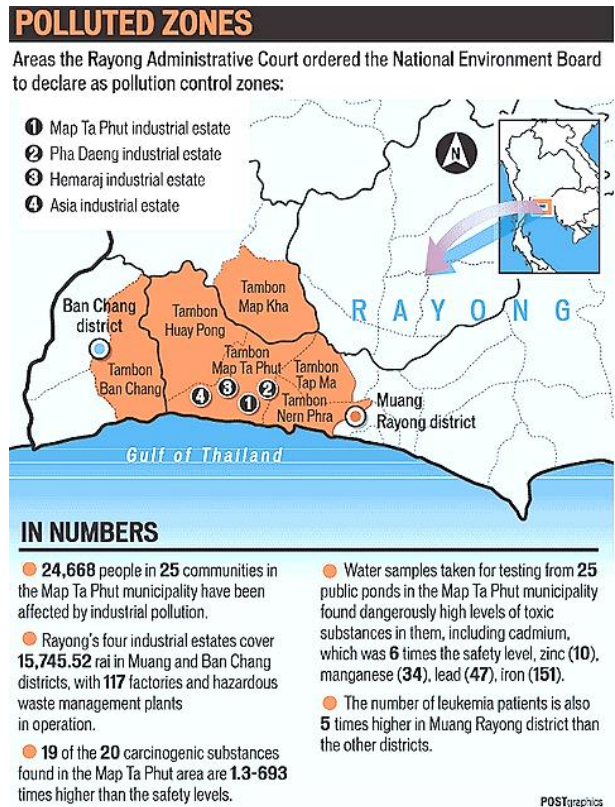 POLLUTED ZONES
Areas the Rayong Administrative Court ordered the National Environment Board
to declare as pollution control zones:
1 Map Ta Phut industrial estate
2 Pha Daeng industrial estate
3 Hemaraj industrial estate
4 Asia industrial estate
N
RAYONG
Ban Chang
district
Tambon
Map Kha
Tambon
Huay Pong
Tambon
Ban Chang
Tambon
Map Ta Phut
Tambon
Tap Ma
Tambon
Nern Phra
4 3 1 2
Muang
Rayong district
Gulf of Thailand
IN NUMBERS
24,668 people in 25 communities in
the Map Ta Phut municipality have been
affected by industrial pollution.
Rayong's four industrial estates cover
15,745.52 rai in Muang and Ban Chang
districts, with 117 factories and hazardous
waste management plants
in operation.
19 of the 20 carcinogenic substances
found in the Map Ta Phut area are 1.3-693
times higher than the safety levels.
Water samples taken for testing from 25
public ponds in the Map Ta Phut municipality
found dangerously high levels of toxic
substances in them, including cadmium,
which was 6 times the safety level, zinc (10),
manganese (34), lead (47), iron (151).
The number of leukemia patients is also
5 times higher in Muang Rayong district than
the other districts.
POSTgraphics